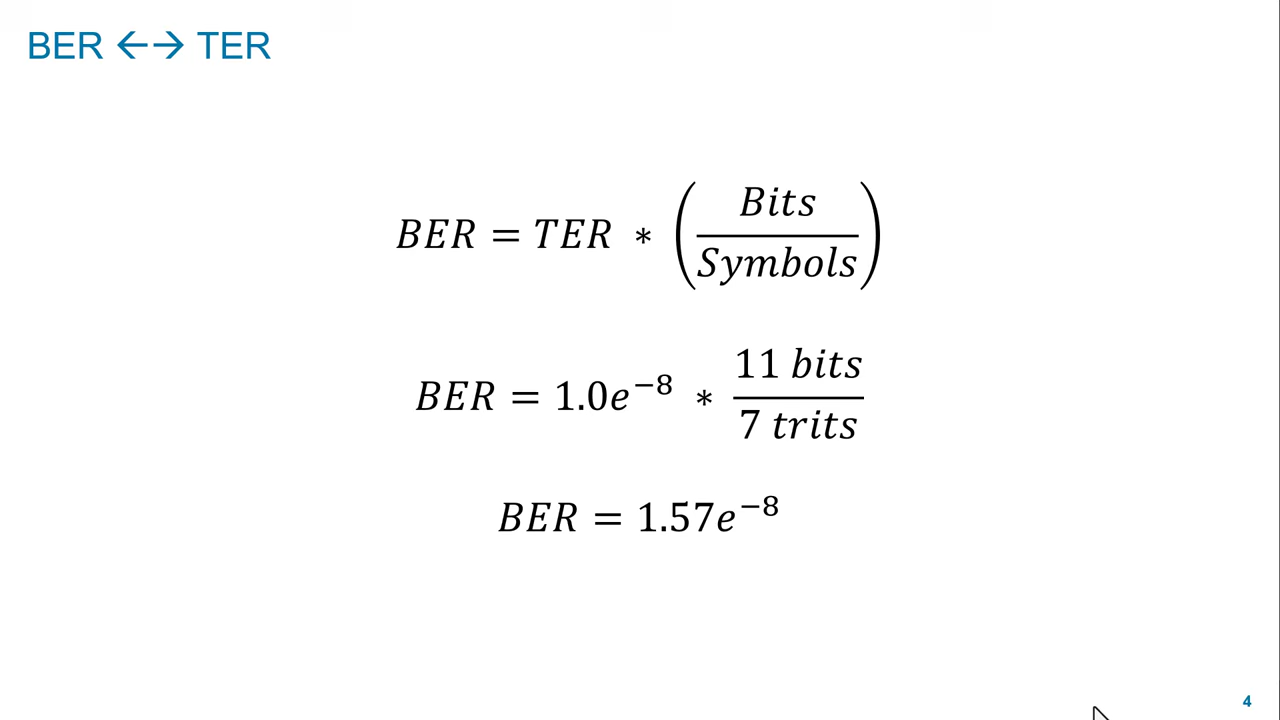 BER ←→ TER
BER = TER * (Bits/Symbols)
BER = 1.0e⁻⁸ * 11 bits/7 trits
BER = 1.57e⁻⁸
4